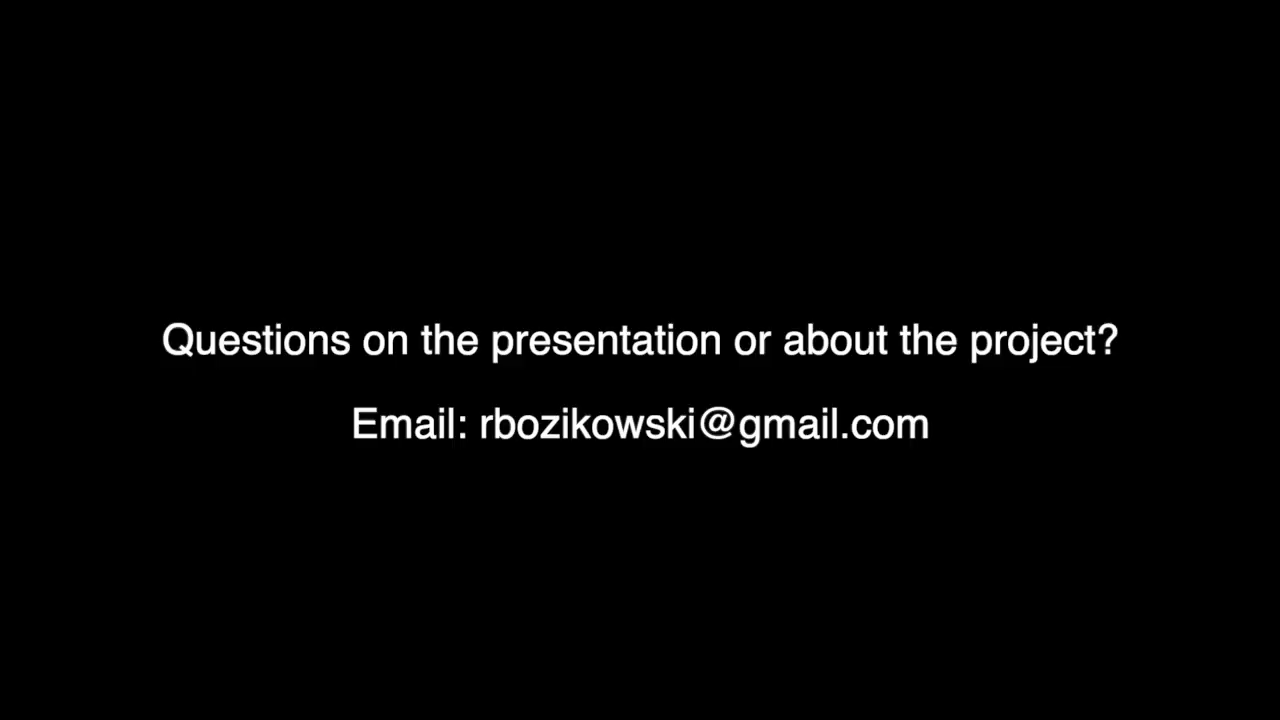 Questions on the presentation or about the project?
Email: rbozikowski@gmail.com